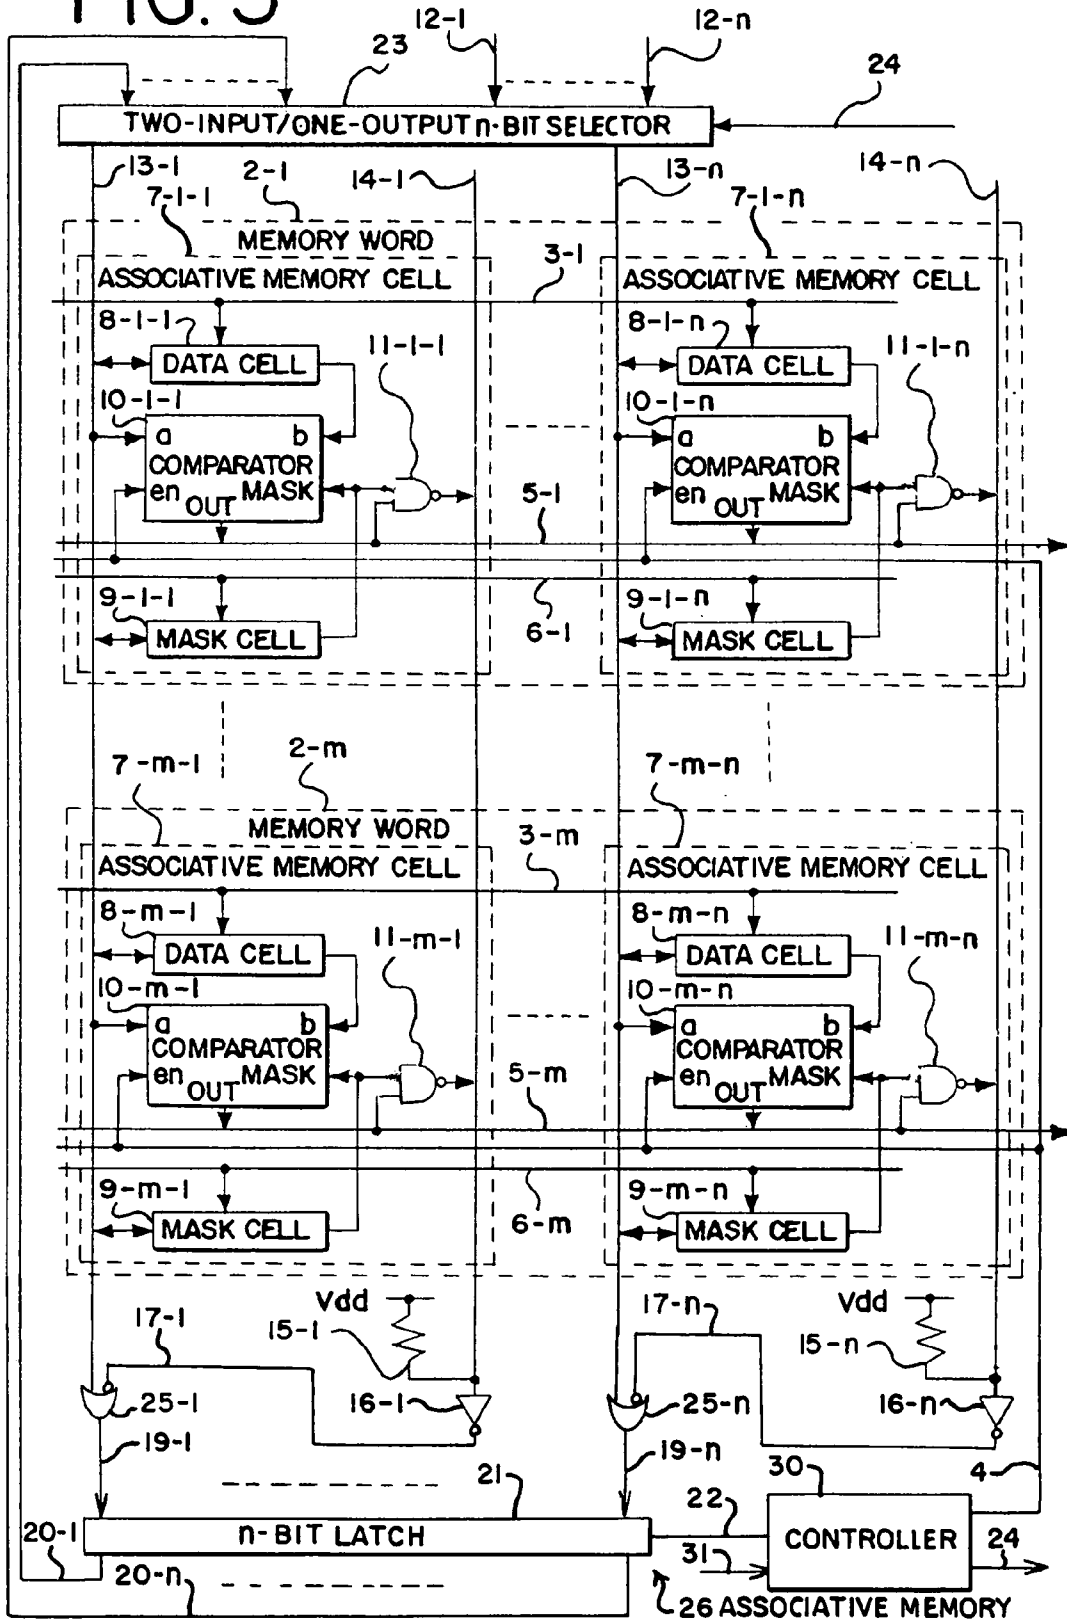 FIG. 5
12-1
12-n
23
24
TWO-INPUT/ONE-OUTPUT n-BIT SELECTOR
13-1
2-1
14-1
13-n
14-n
7-1-1
7-1-n
MEMORY WORD
3-1
ASSOCIATIVE MEMORY CELL
ASSOCIATIVE MEMORY CELL
8-1-1
11-1-1
8-1-n
11-1-n
DATA CELL
DATA CELL
10-1-1
10-1-n
a b
a b
COMPARATOR
COMPARATOR
en MASK
en MASK
OUT
5-1
OUT
9-1-1
6-1
9-1-n
MASK CELL
MASK CELL
7-m-1
2-m
7-m-n
MEMORY WORD
3-m
ASSOCIATIVE MEMORY CELL
ASSOCIATIVE MEMORY CELL
8-m-1
11-m-1
8-m-n
11-m-n
DATA CELL
DATA CELL
10-m-1
10-m-n
a b
a b
COMPARATOR
COMPARATOR
en MASK
en MASK
OUT
5-m
OUT
9-m-1
6-m
9-m-n
MASK CELL
MASK CELL
Vdd
Vdd
17-1
15-1
17-n
15-n
25-1
16-1
25-n
16-n
19-1
19-n
21
30
4
n-BIT LATCH
22
CONTROLLER
24
20-1
20-n
31
26 ASSOCIATIVE MEMORY